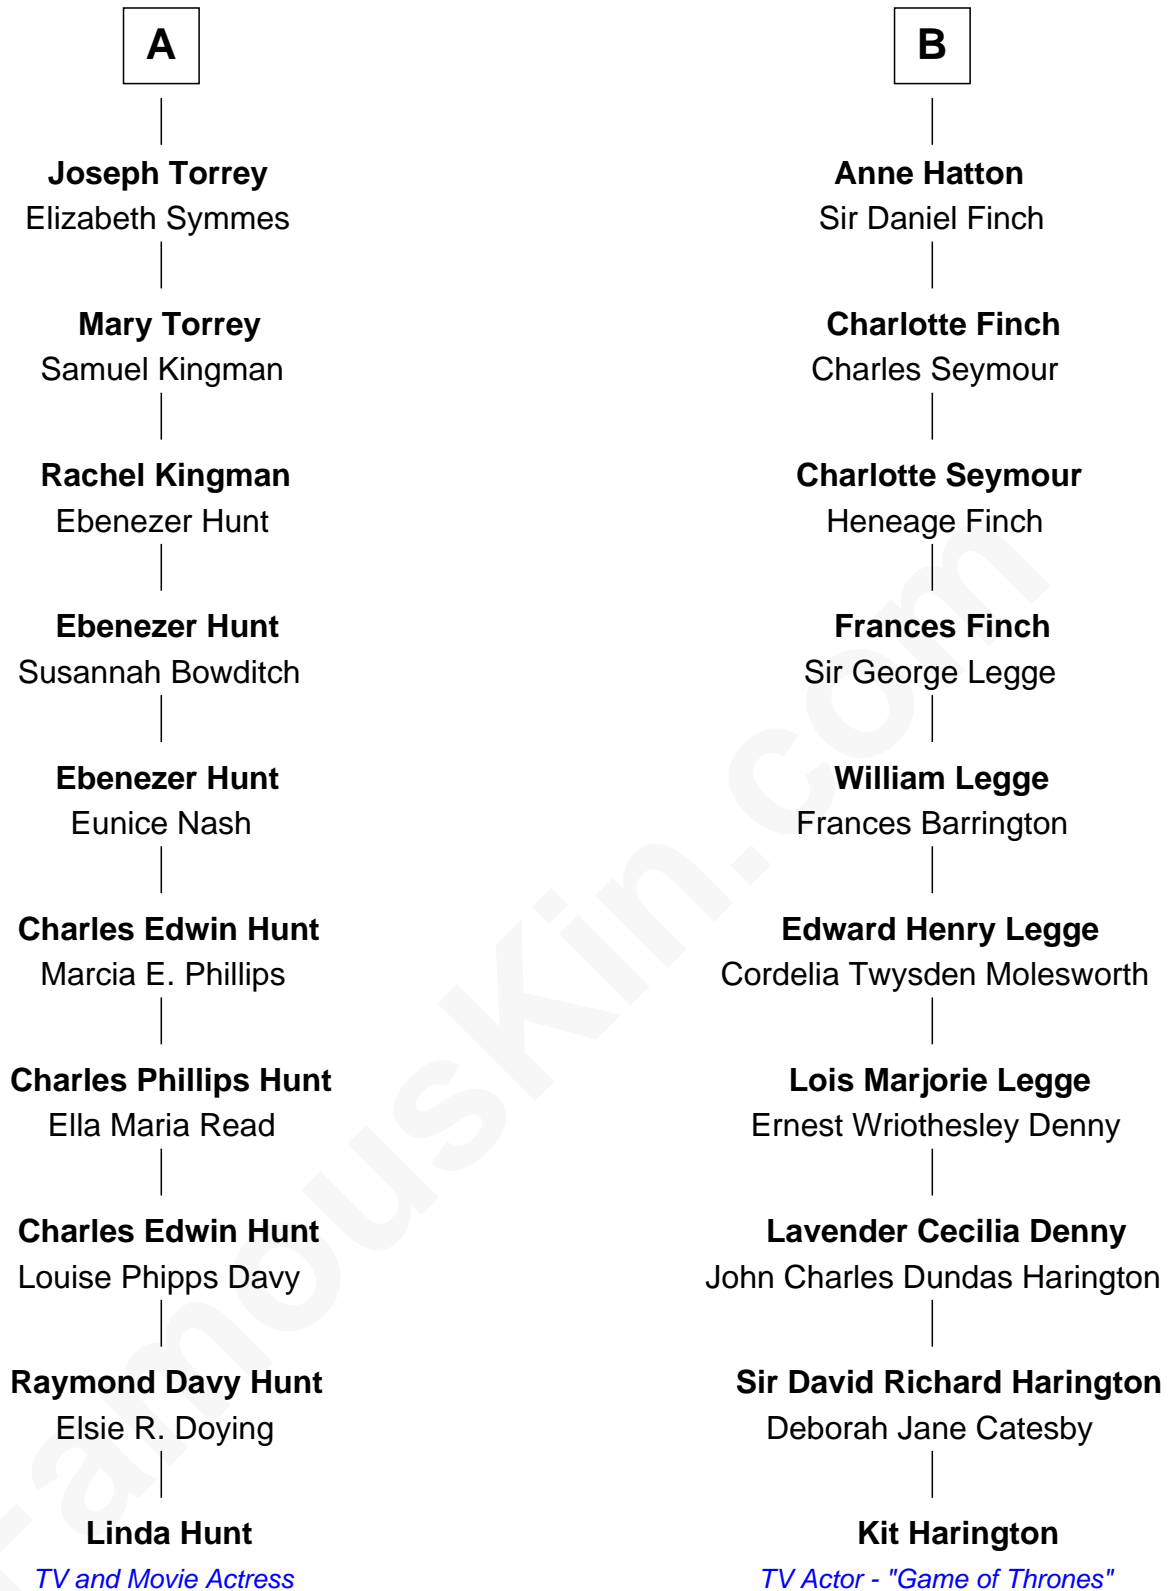 A
Joseph Torrey
Elizabeth Symmes
Mary Torrey
Samuel Kingman
Rachel Kingman
Ebenezer Hunt
Ebenezer Hunt
Susannah Bowditch
Ebenezer Hunt
Eunice Nash
Charles Edwin Hunt
Marcia E. Phillips
Charles Phillips Hunt
Ella Maria Read
Charles Edwin Hunt
Louise Phipps Davy
Raymond Davy Hunt
Elsie R. Doying
Linda Hunt
TV and Movie Actress
B
Anne Hatton
Sir Daniel Finch
Charlotte Finch
Charles Seymour
Charlotte Seymour
Heneage Finch
Frances Finch
Sir George Legge
William Legge
Frances Barrington
Edward Henry Legge
Cordelia Twysden Molesworth
Lois Marjorie Legge
Ernest Wriothesley Denny
Lavender Cecilia Denny
John Charles Dundas Harington
Sir David Richard Harington
Deborah Jane Catesby
Kit Harington
TV Actor - "Game of Thrones"
FamousKin.com